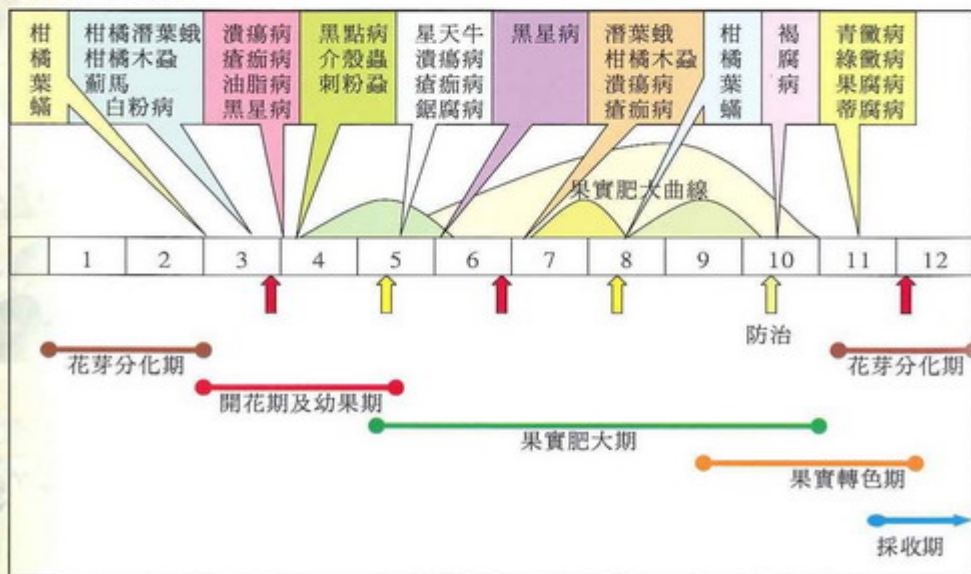 柑橘葉蟎
柑橘潛葉蛾
柑橘木蝨
薊馬
白粉病
潰瘍病
瘡痂病
油脂病
黑星病
黑點病
介殼蟲
刺粉蝨
星天牛
潰瘍病
瘡痂病
鋸腐病
黑星病
潛葉蛾
柑橘木蝨
潰瘍病
瘡痂病
柑橘葉蟎
褐腐病
青黴病
綠黴病
果腐病
蒂腐病
果實肥大曲線
1 2 3 4 5 6 7 8 9 10 11 12
防治
花芽分化期
花芽分化期
開花期及幼果期
果實肥大期
果實轉色期
採收期